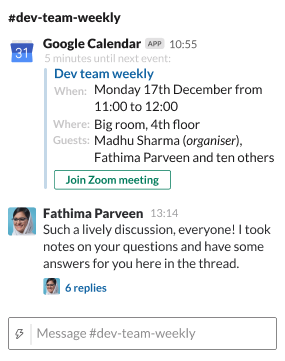 #dev-team-weekly
31
Google Calendar APP 10:55
5 minutes until next event:
Dev team weekly
When: Monday 17th December from
11:00 to 12:00
Where: Big room, 4th floor
Guests: Madhu Sharma (organiser),
Fathima Parveen and ten others
Join Zoom meeting
Fathima Parveen 13:14
Such a lively discussion, everyone! I took
notes on your questions and have some
answers for you here in the thread.
6 replies
Message #dev-team-weekly